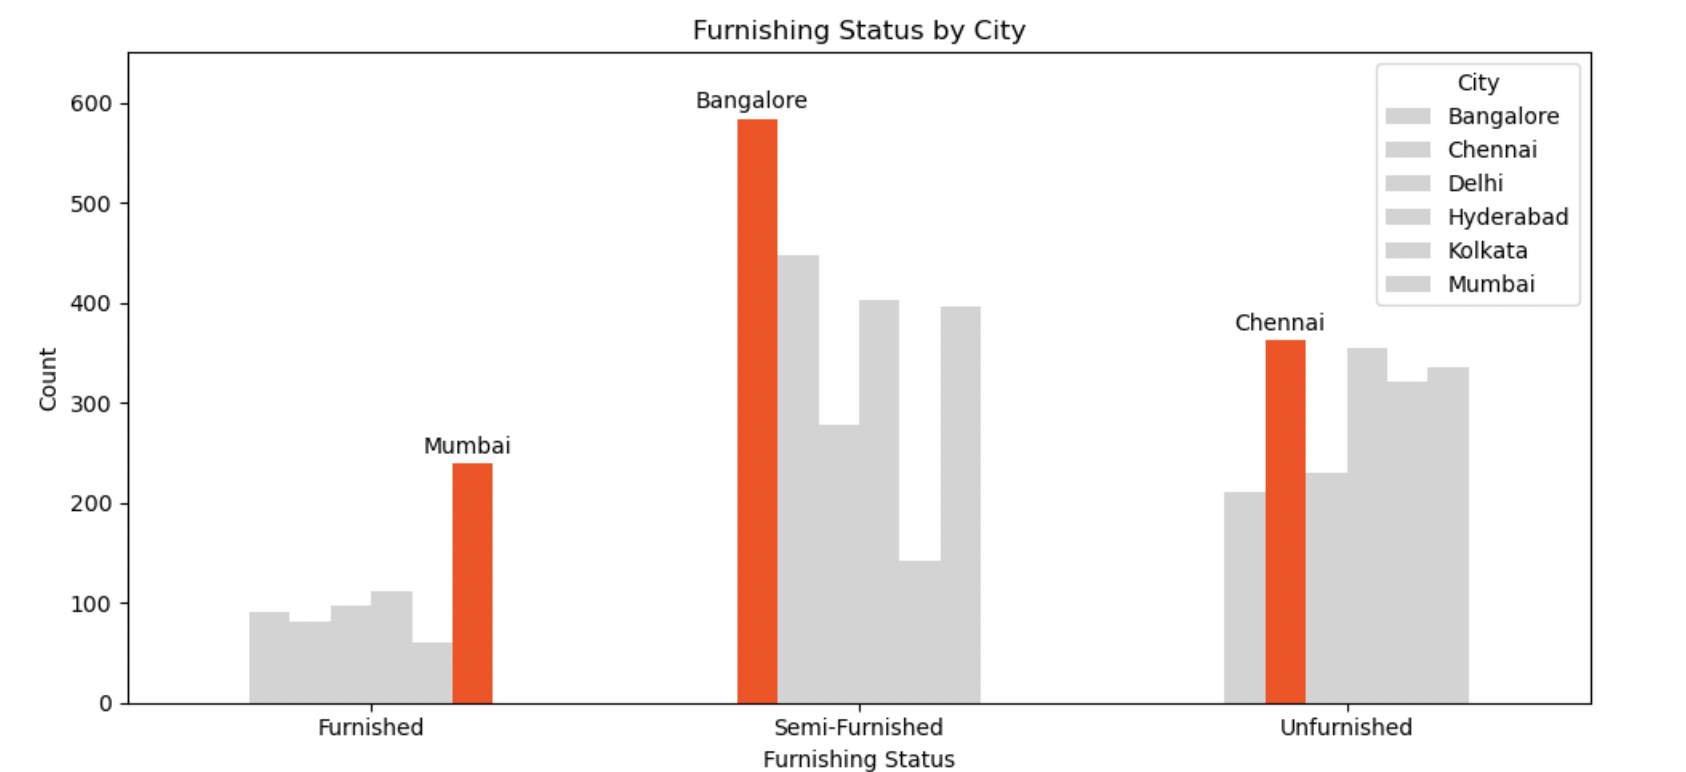 Furnishing Status by City
600
500
400
300
200
100
0
Count
Bangalore
Mumbai
Chennai
City
Bangalore
Chennai
Delhi
Hyderabad
Kolkata
Mumbai
Furnished
Semi-Furnished
Unfurnished
Furnishing Status